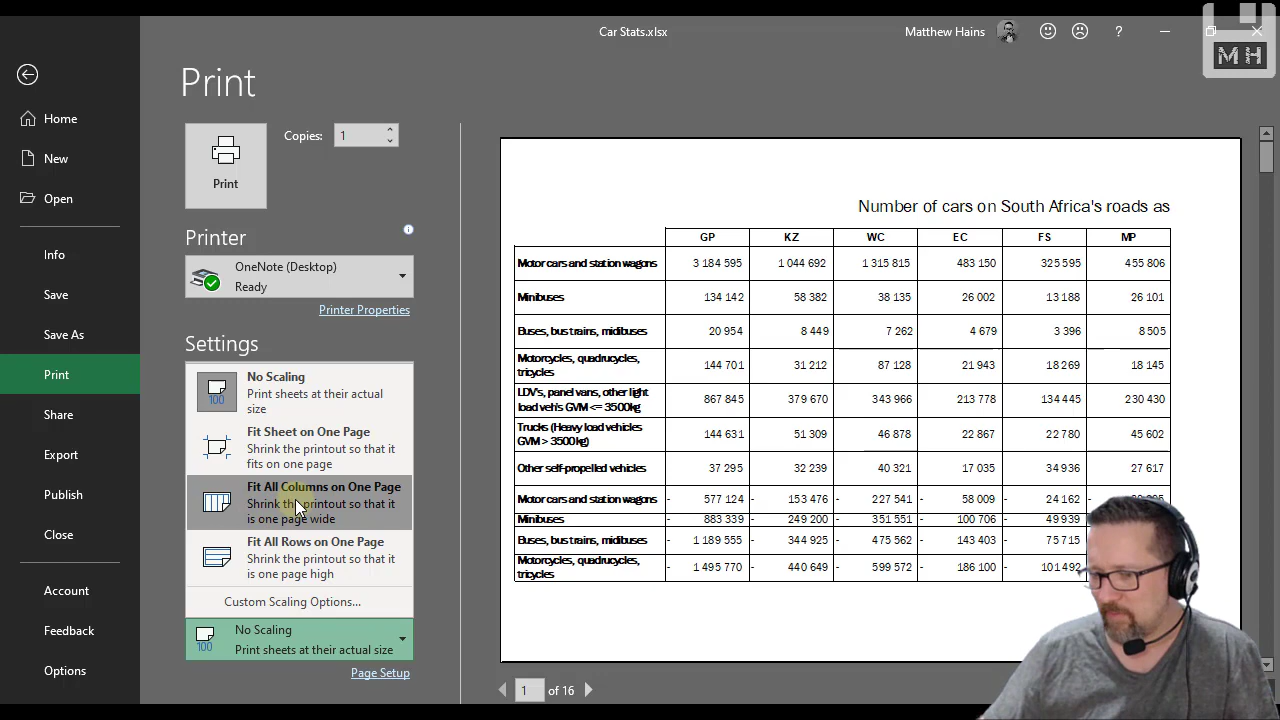 Car Stats.xlsx
Matthew Hains
?
MH
Home
New
Open
Info
Save
Save As
Print
Share
Export
Publish
Close
Account
Feedback
Options
Print
Copies: 1
Print
Printer
OneNote (Desktop)
Ready
Printer Properties
Settings
No Scaling
Print sheets at their actual
size
100
Fit Sheet on One Page
Shrink the printout so that it
fits on one page
Fit All Columns on One Page
Shrink the printout so that it
is one page wide
Fit All Rows on One Page
Shrink the printout so that it
is one page high
Custom Scaling Options...
No Scaling
Print sheets at their actual size
100
Page Setup
Number of cars on South Africa's roads as
GP KZ WC EC FS MP
Motor cars and station wagons 3 184 595 1 044 692 1 315 815 483 150 325 595 455 806
Minibuses 134 142 58 382 38 135 26 002 13 188 26 101
Buses, bus trains, midibuses 20 954 8 449 7 262 4 679 3 396 8 505
Motorcycles, quadrucycles,
tricycles 144 701 31 212 87 128 21 943 18 269 18 145
LDV's, panel vans, other light
load veh's GVM <= 3500kg 867 845 379 670 343 966 213 778 134 445 230 430
Trucks (Heavy load vehicles
GVM > 3500kg) 144 631 51 309 46 878 22 867 22 780 45 602
Other self-propelled vehicles 37 295 32 239 40 321 17 035 34 936 27 617
Motor cars and station wagons - 577 124 - 153 476 - 227 541 - 58 009 - 24 162 -
Minibuses - 883 339 - 249 200 - 351 551 - 100 706 - 49 939
Buses, bus trains, midibuses - 1 189 555 - 344 925 - 475 562 - 143 403 - 75 715
Motorcycles, quadrucycles,
tricycles - 1 495 770 - 440 649 - 599 572 - 186 100 - 101 492
1 of 16